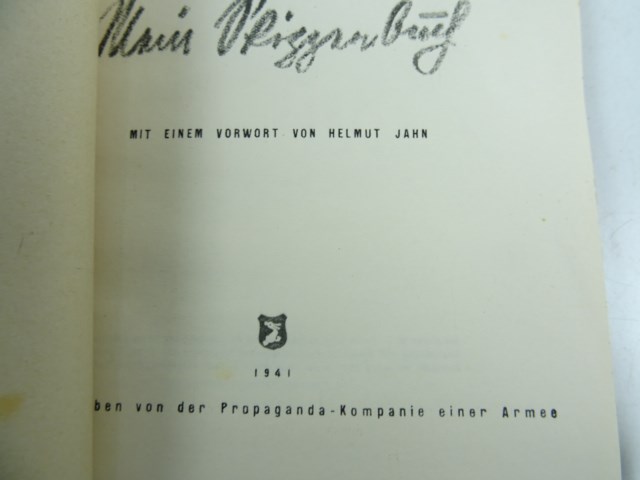 Mein Skizzenbuch
MIT EINEM VORWORT VON HELMUT JAHN
1941
ben von der Propaganda-Kompanie einer Armee